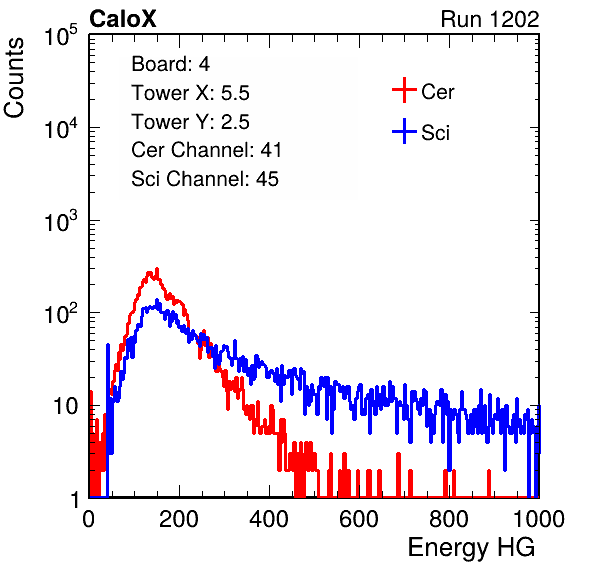 CaloX Run 1202
Counts
10^5
10^4
10^3
10^2
10
1
Board: 4
Tower X: 5.5
Tower Y: 2.5
Cer Channel: 41
Sci Channel: 45
Cer
Sci
0 200 400 600 800 1000
Energy HG